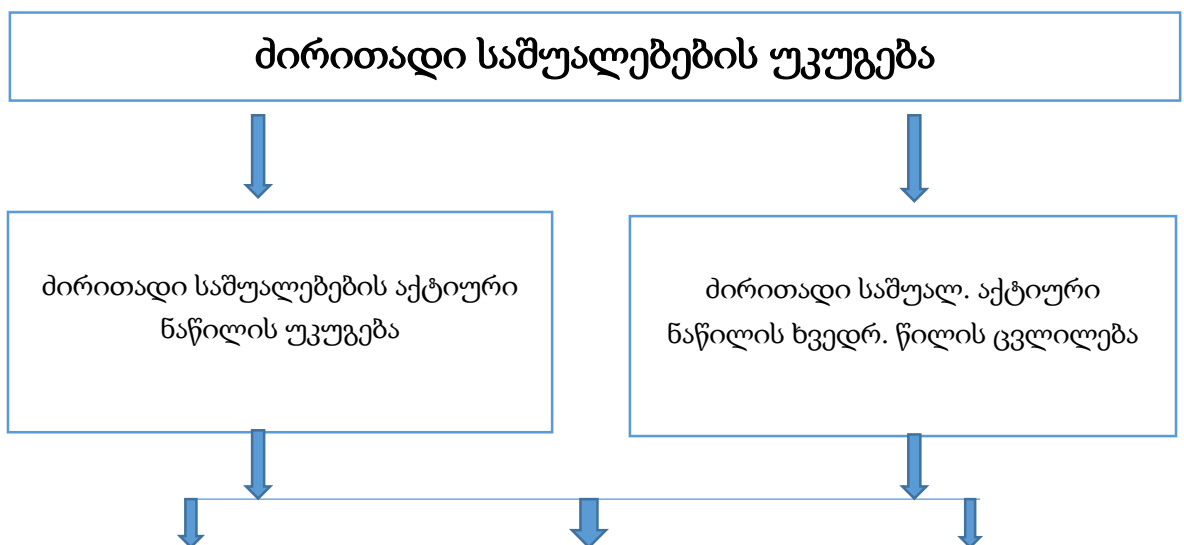 ძირითადი საშუალებების უკუგება
ძირითადი საშუალებების აქტიური
ნაწილის უკუგება
ძირითადი საშუალ. აქტიური
ნაწილის ხვედრ. წილის ცვლილება